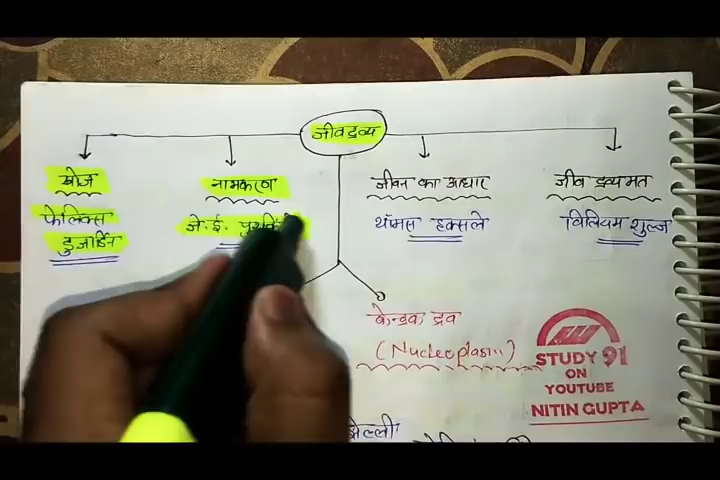 जीवद्रव्य
खोज
नामकरण
जीवन का आधार
जीव द्रव्यमत
फेलिक्स
डुजार्डिन
जे. ई.
थॉमस हक्सले
विलियम शुल्ज
केन्द्रक द्रव
(Nucleoplasm)
STUDY 91
ON
YOUTUBE
NITIN GUPTA
झिल्ली